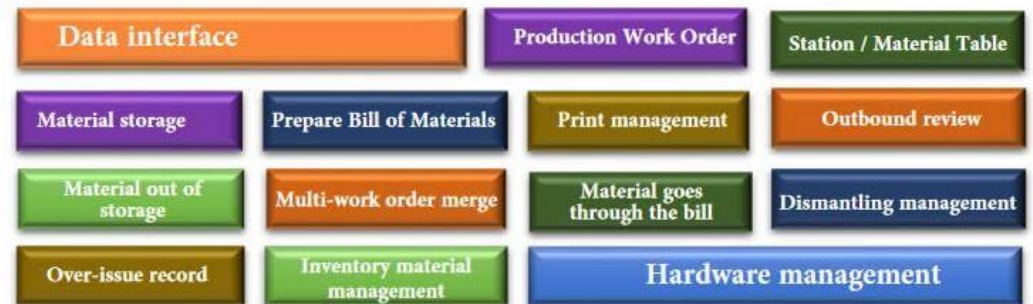 Data interface
Production Work Order
Station / Material Table
Material storage
Prepare Bill of Materials
Print management
Outbound review
Material out of
storage
Multi-work order merge
Material goes
through the bill
Dismantling management
Over-issue record
Inventory material
management
Hardware management